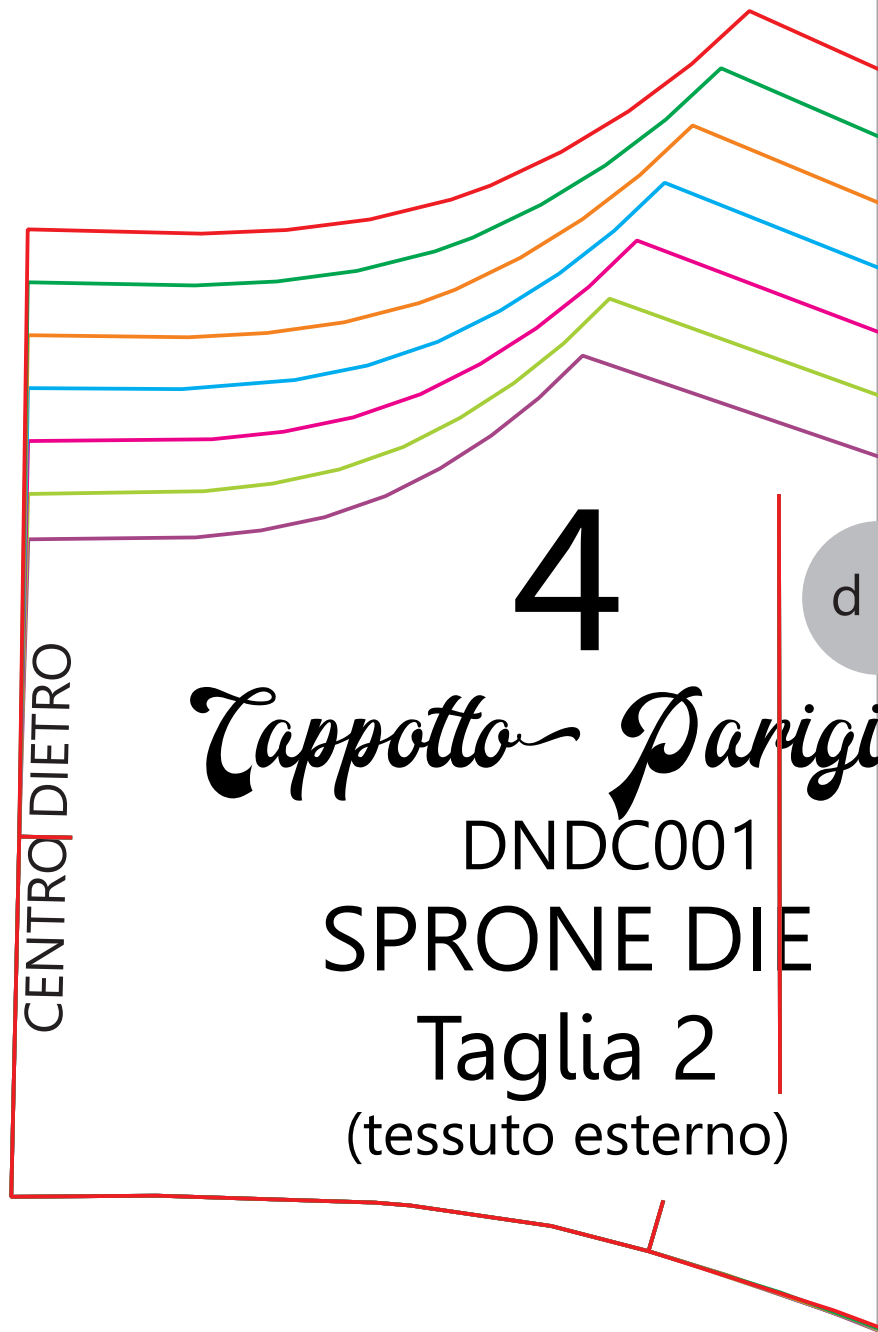 4
d
Cappotto Parigi
DNDC001
SPRONE DIE
Taglia 2
(tessuto esterno)
CENTRO DIETRO